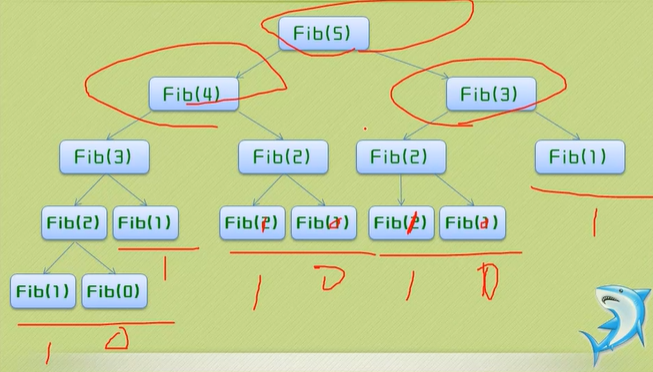 Fib(5)
Fib(4) Fib(3)
Fib(3) Fib(2) Fib(2) Fib(1)
Fib(2) Fib(1) Fib(1) Fib(0) Fib(1) Fib(0)
1 1
Fib(1) Fib(0) 1 0 1 0
1 0